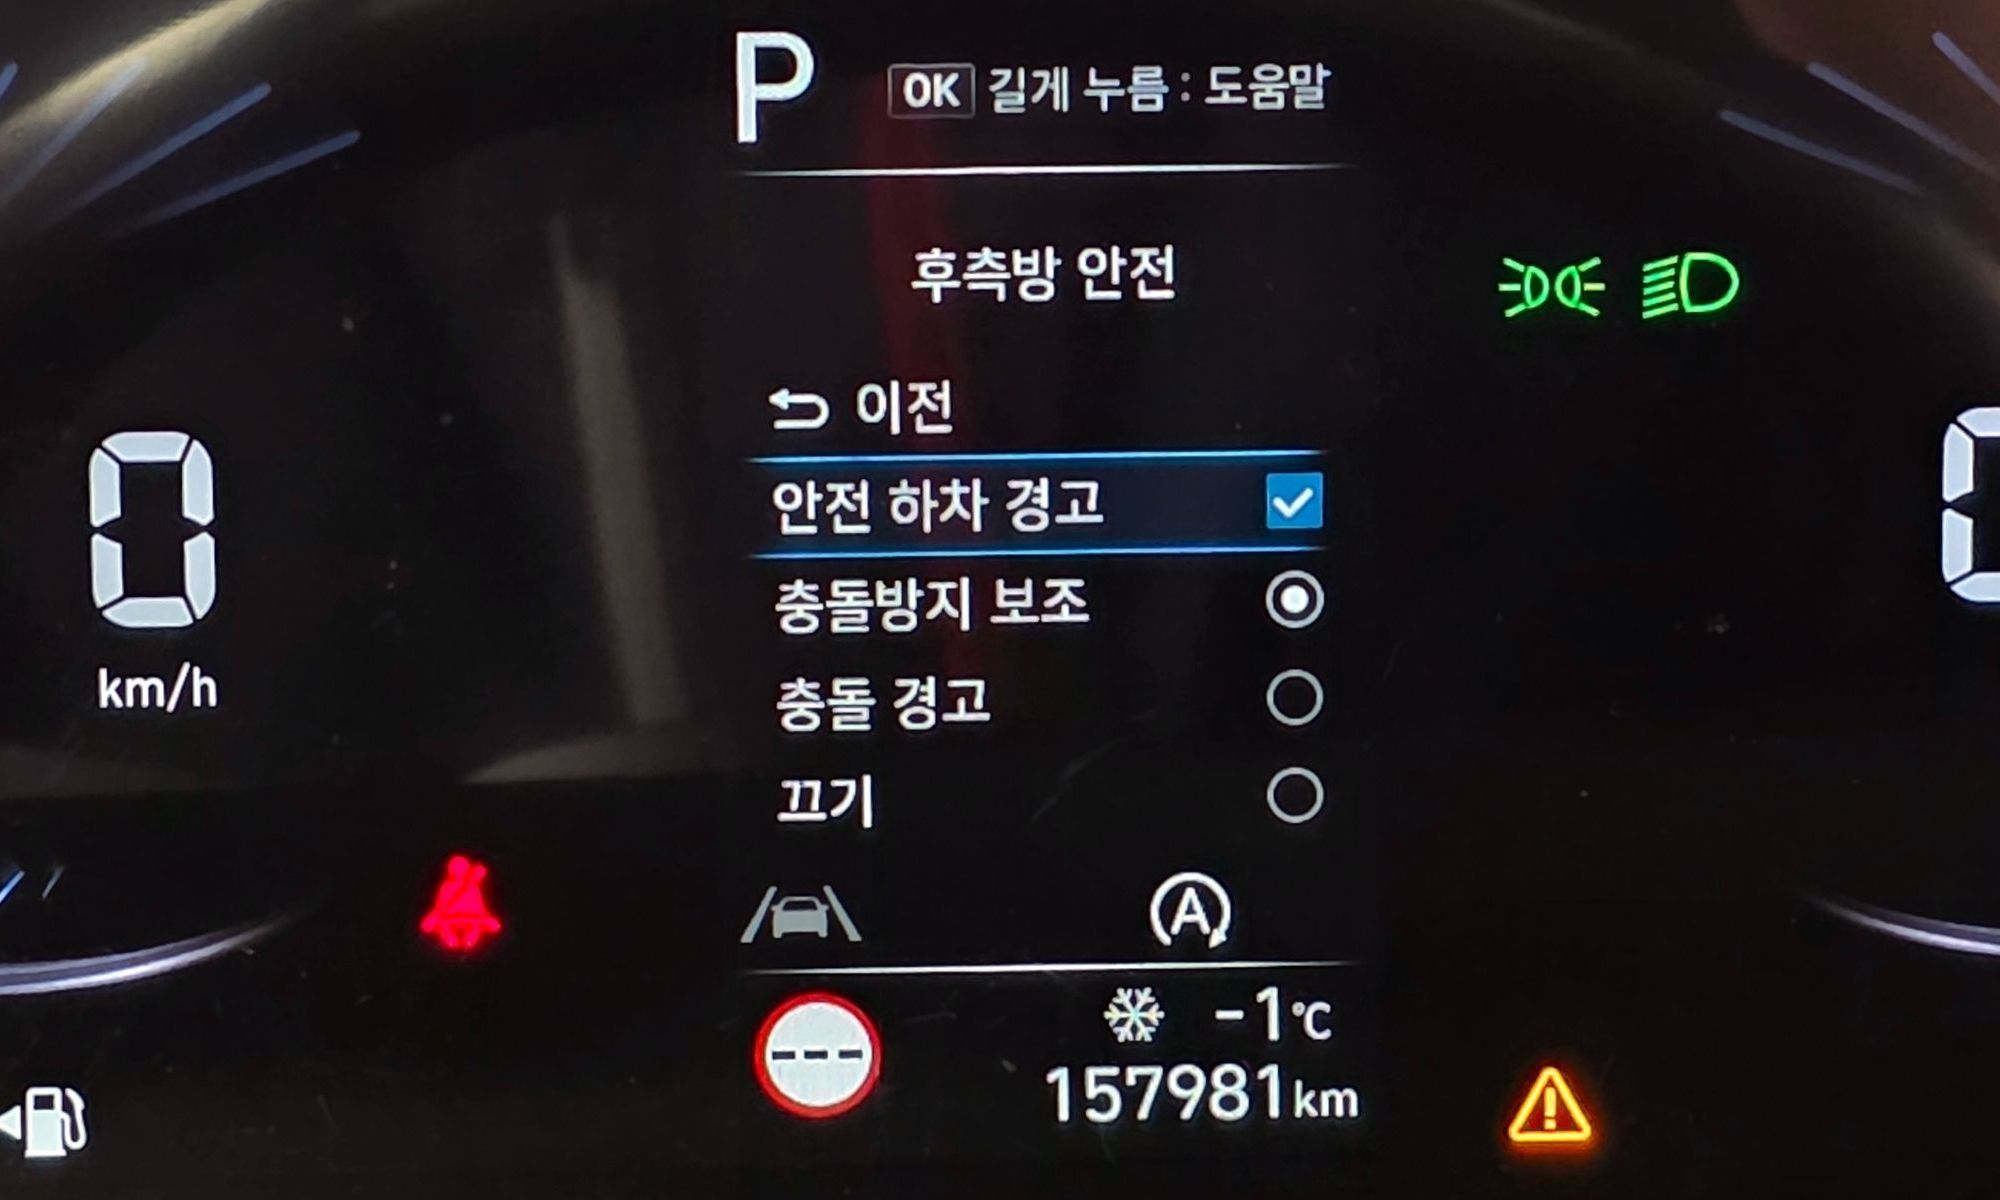 P
OK 길게 누름 : 도움말
후측방 안전
이전
안전 하차 경고
충돌방지 보조
0
km/h
충돌 경고
끄기
A
---
-1℃
157981km